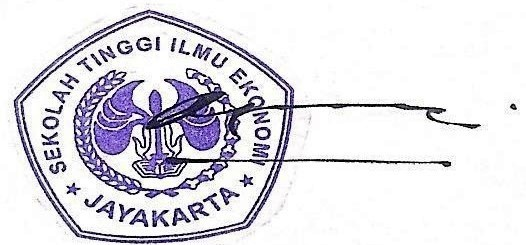 SEKOLAH TINGGI ILMU EKONOMI
★ JAYAKARTA ★